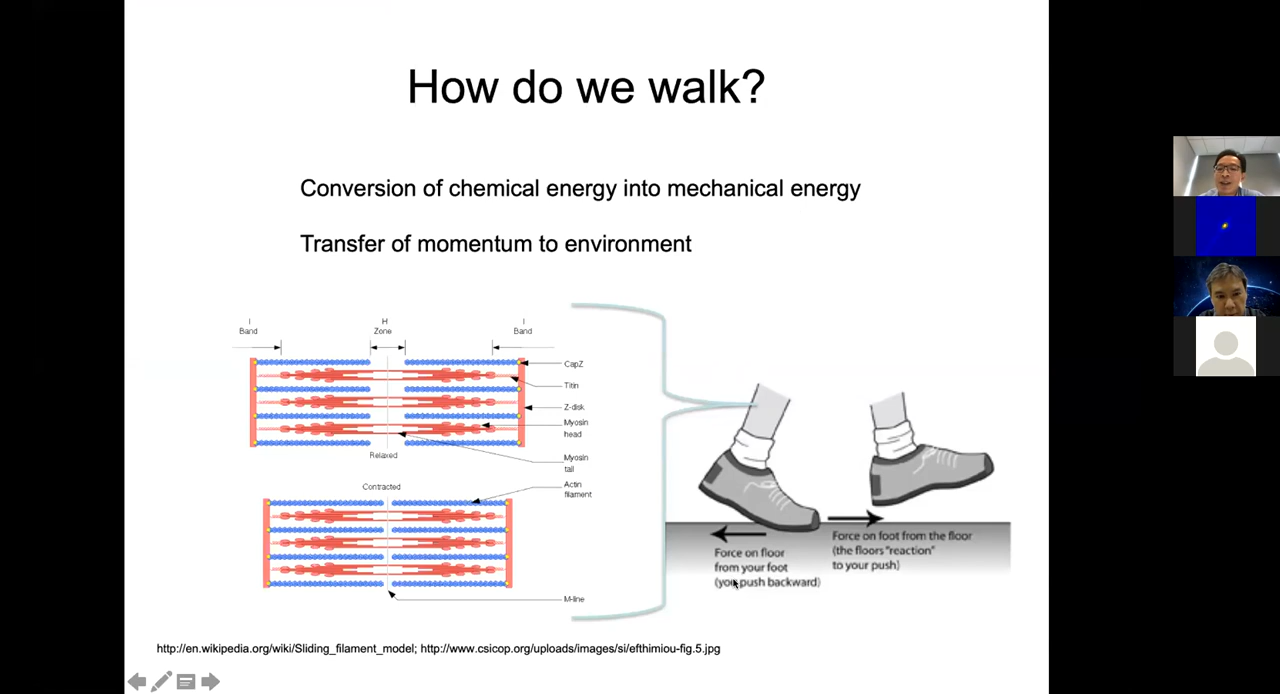 How do we walk?
Conversion of chemical energy into mechanical energy
Transfer of momentum to environment
I
Band
H
Zone
I
Band
CapZ
Titin
Z-disk
Myosin
head
Relaxed
Myosin
tail
Contracted
Actin
filament
M-line
Force on floor
from your foot
(you push backward)
Force on foot from the floor
(the floors "reaction"
to your push)
http://en.wikipedia.org/wiki/Sliding_filament_model; http://www.csicop.org/uploads/images/si/efthimiou-fig.5.jpg